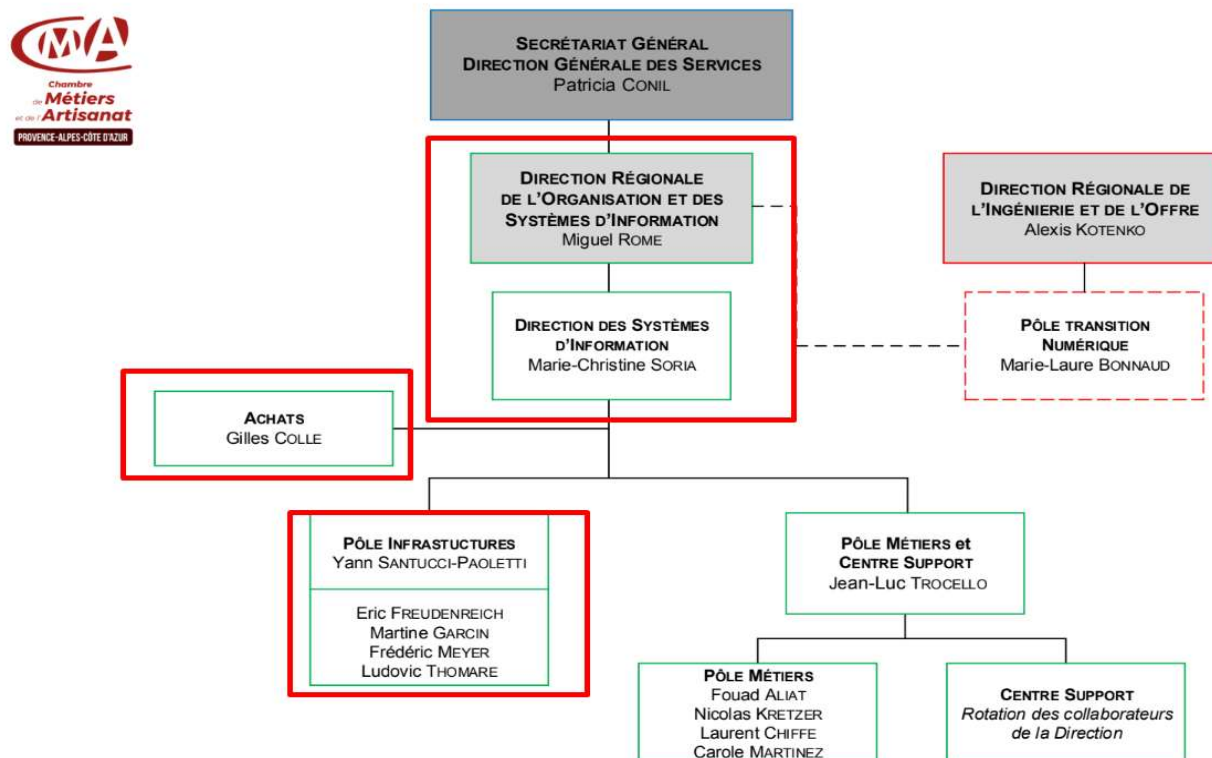 CMA
Chambre
de Métiers
et de l'Artisanat
PROVENCE-ALPES-CÔTE D'AZUR
SECRÉTARIAT GÉNÉRAL
DIRECTION GÉNÉRALE DES SERVICES
Patricia CONIL
DIRECTION RÉGIONALE
DE L'ORGANISATION ET DES
SYSTÈMES D'INFORMATION
Miguel ROME
DIRECTION RÉGIONALE DE
L'INGÉNIERIE ET DE L'OFFRE
Alexis KOTENKO
DIRECTION DES SYSTÈMES
D'INFORMATION
Marie-Christine SORIA
PÔLE TRANSITION
NUMÉRIQUE
Marie-Laure BONNAUD
ACHATS
Gilles COLLE
PÔLE INFRASTUCTURES
Yann SANTUCCI-PAOLETTI
Eric FREUDENREICH
Martine GARCIN
Frédéric MEYER
Ludovic THOMARE
PÔLE MÉTIERS et
CENTRE SUPPORT
Jean-Luc TROCELLO
PÔLE MÉTIERS
Fouad ALIAT
Nicolas KRETZER
Laurent CHIFFE
Carole MARTINEZ
CENTRE SUPPORT
Rotation des collaborateurs
de la Direction